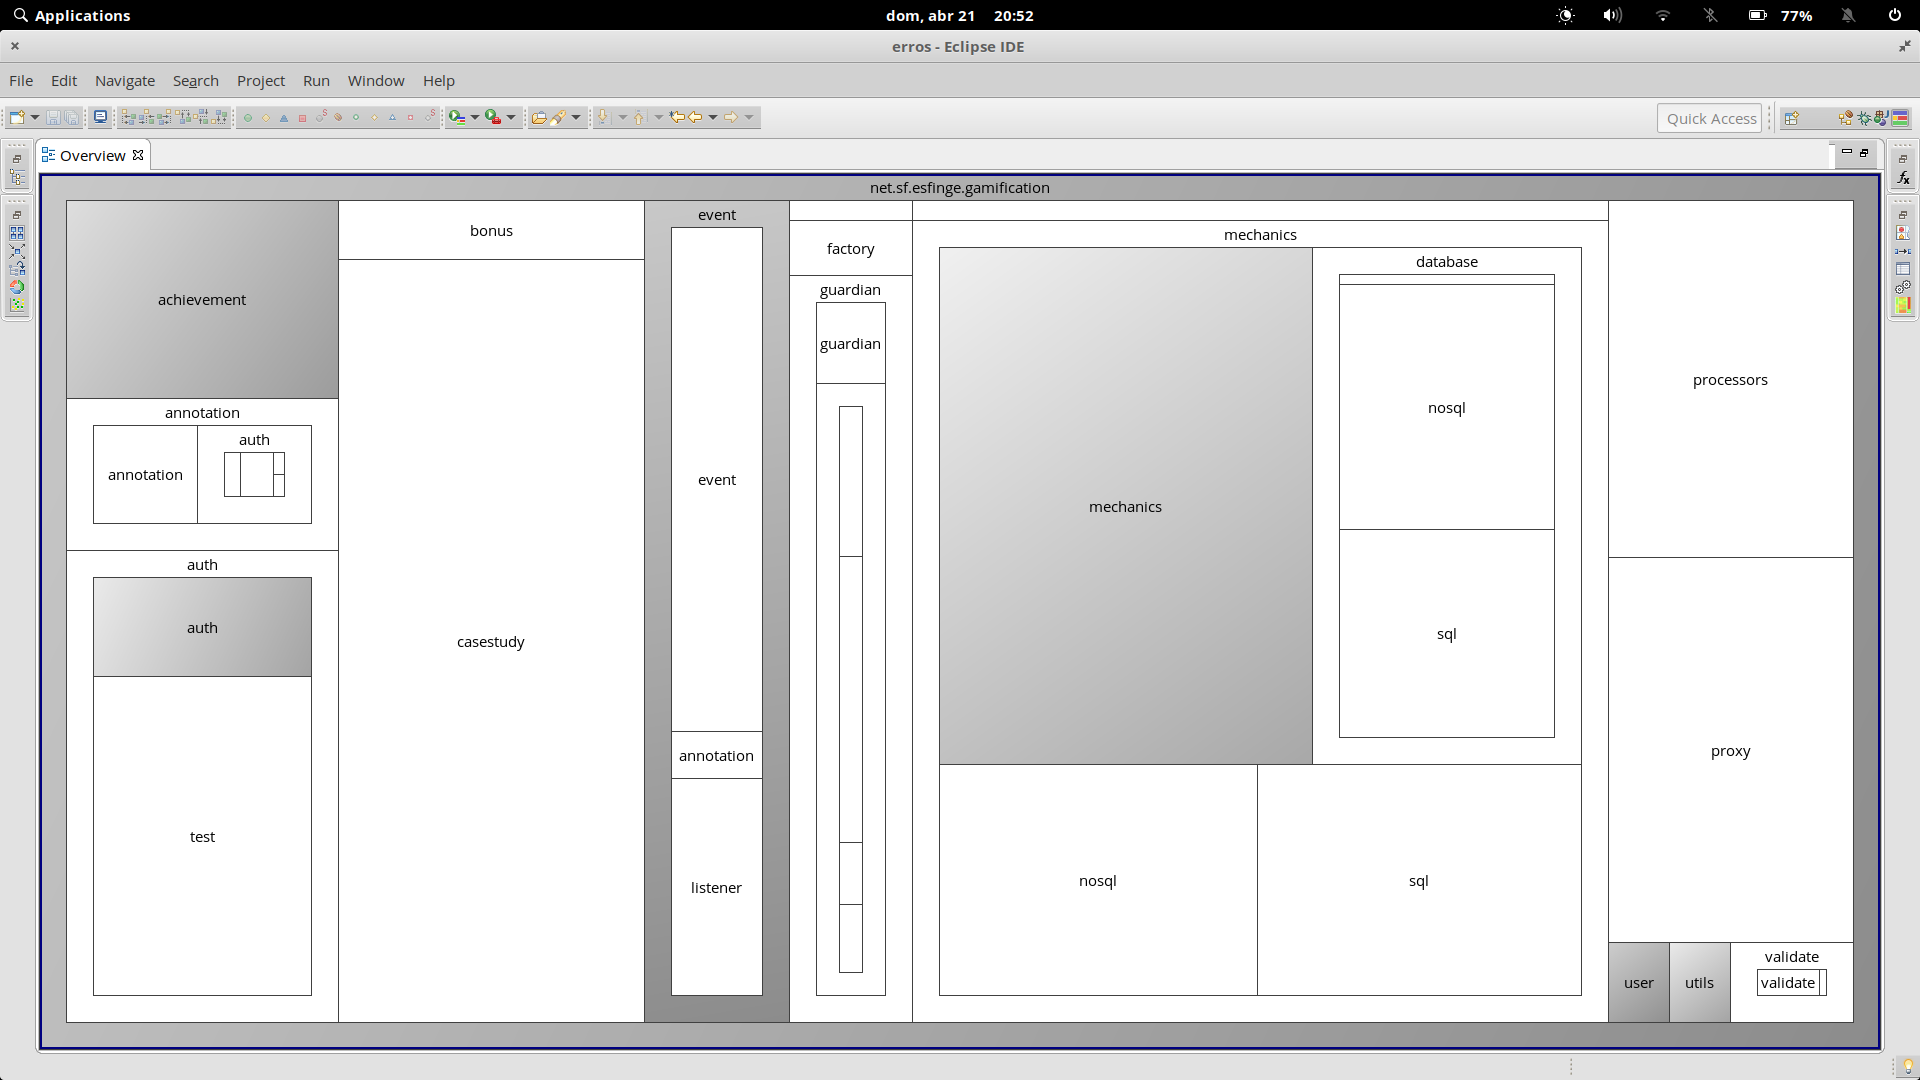 Applications
dom, abr 21 20:52
77%
erros - Eclipse IDE
File Edit Navigate Search Project Run Window Help
Quick Access
Overview
net.sf.esfinge.gamification
achievement
annotation
annotation
auth
auth
auth
test
bonus
casestudy
event
event
annotation
listener
factory
guardian
guardian
mechanics
mechanics
database
nosql
sql
nosql
sql
processors
proxy
user
utils
validate
validate